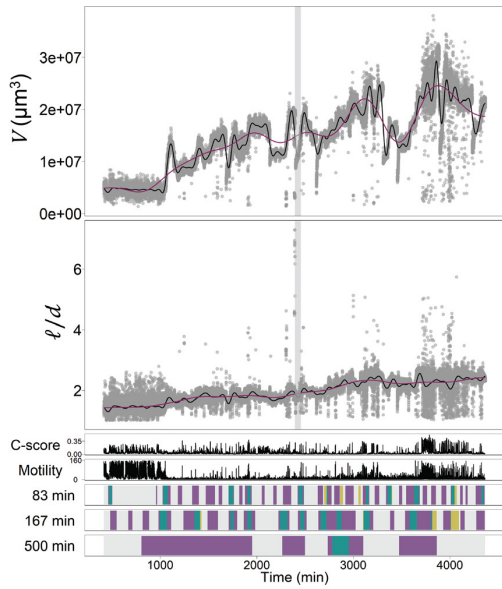 3e+07
2e+07
1e+07
0e+00
V (μm³)
6
4
2
ℓ/d
C-score
0.35
0.00
Motility
160
0
83 min
167 min
500 min
1000
2000
3000
4000
Time (min)